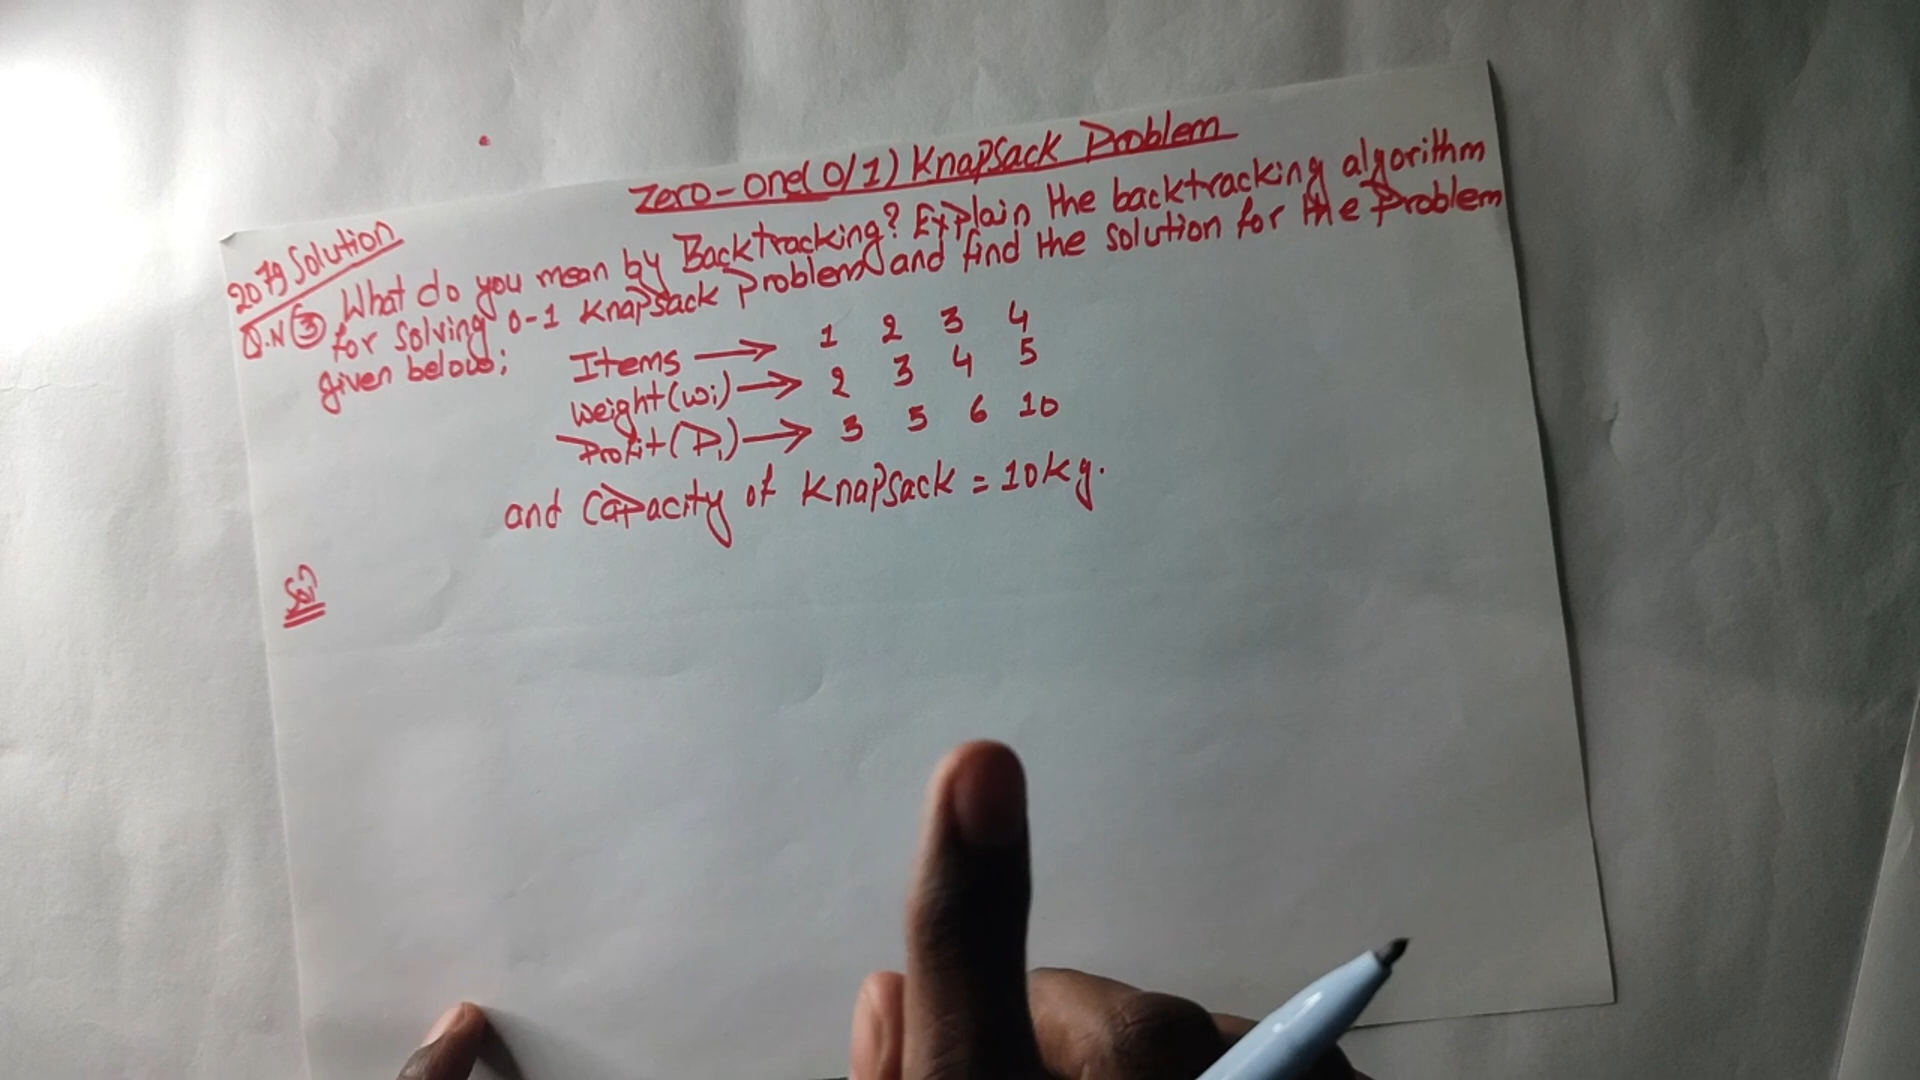 Zero-one(0/1) Knapsack Problem
2079 Solution
Q.N ③ What do you mean by Backtracking? Explain the backtracking algorithm
for solving 0-1 Knapsack Problem and find the solution for the Problem
given below;
Items → 1 2 3 4
Weight(wi) → 2 3 4 5
Profit(Pi) → 3 5 6 10
and Capacity of Knapsack = 10kg.
Sol